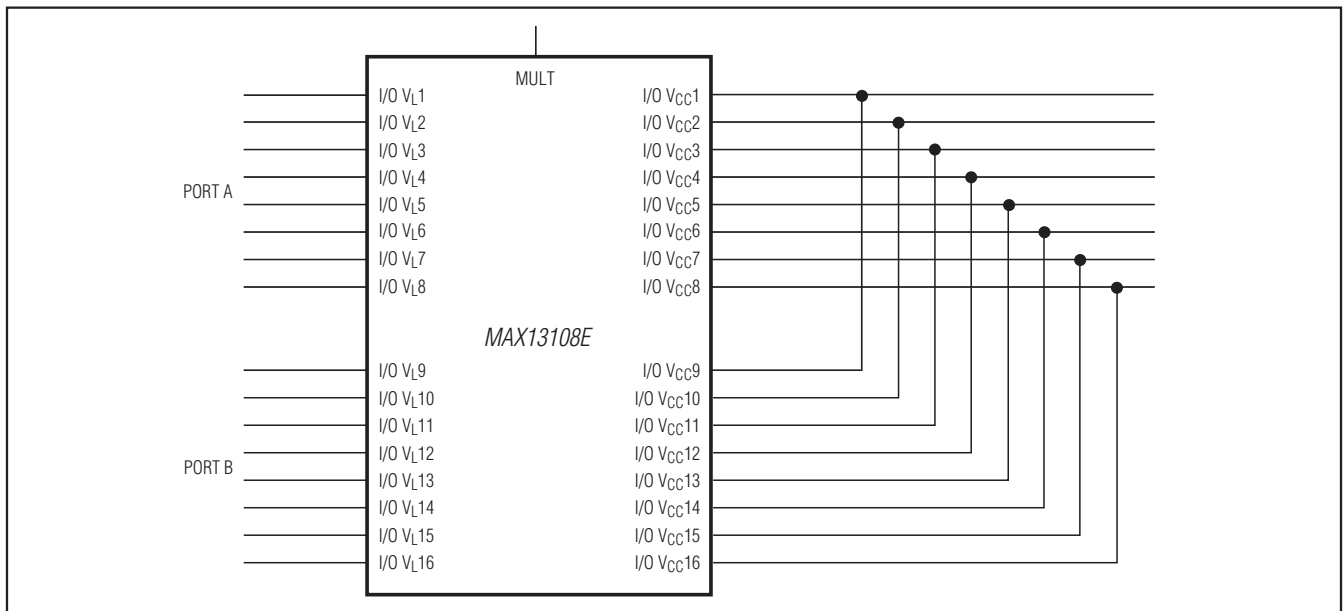 MULT
I/O VL1
I/O VL2
I/O VL3
I/O VL4
I/O VL5
I/O VL6
I/O VL7
I/O VL8
PORT A
I/O VCC1
I/O VCC2
I/O VCC3
I/O VCC4
I/O VCC5
I/O VCC6
I/O VCC7
I/O VCC8
MAX13108E
I/O VL9
I/O VL10
I/O VL11
I/O VL12
I/O VL13
I/O VL14
I/O VL15
I/O VL16
PORT B
I/O VCC9
I/O VCC10
I/O VCC11
I/O VCC12
I/O VCC13
I/O VCC14
I/O VCC15
I/O VCC16